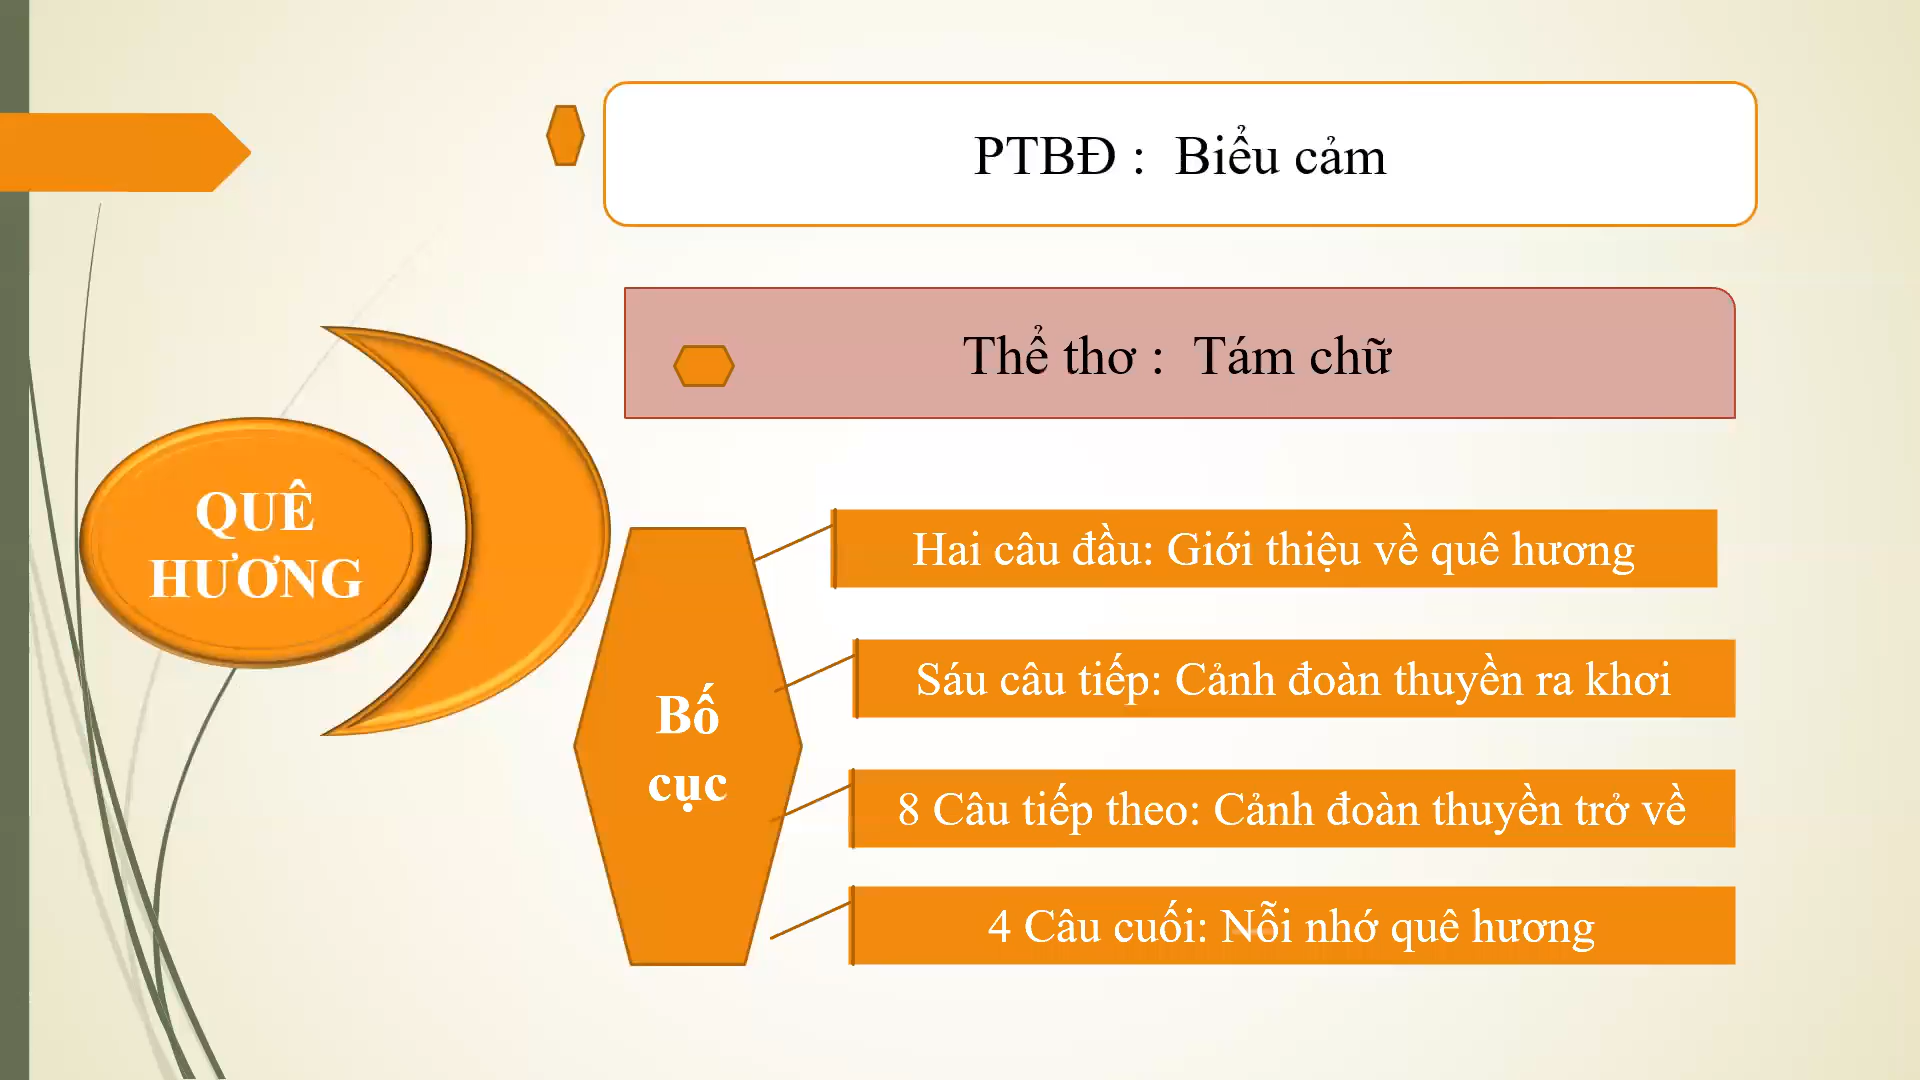 PTBĐ : Biểu cảm
Thể thơ : Tám chữ
QUÊ
HƯƠNG
Bố
cục
Hai câu đầu: Giới thiệu về quê hương
Sáu câu tiếp: Cảnh đoàn thuyền ra khơi
8 Câu tiếp theo: Cảnh đoàn thuyền trở về
4 Câu cuối: Nỗi nhớ quê hương